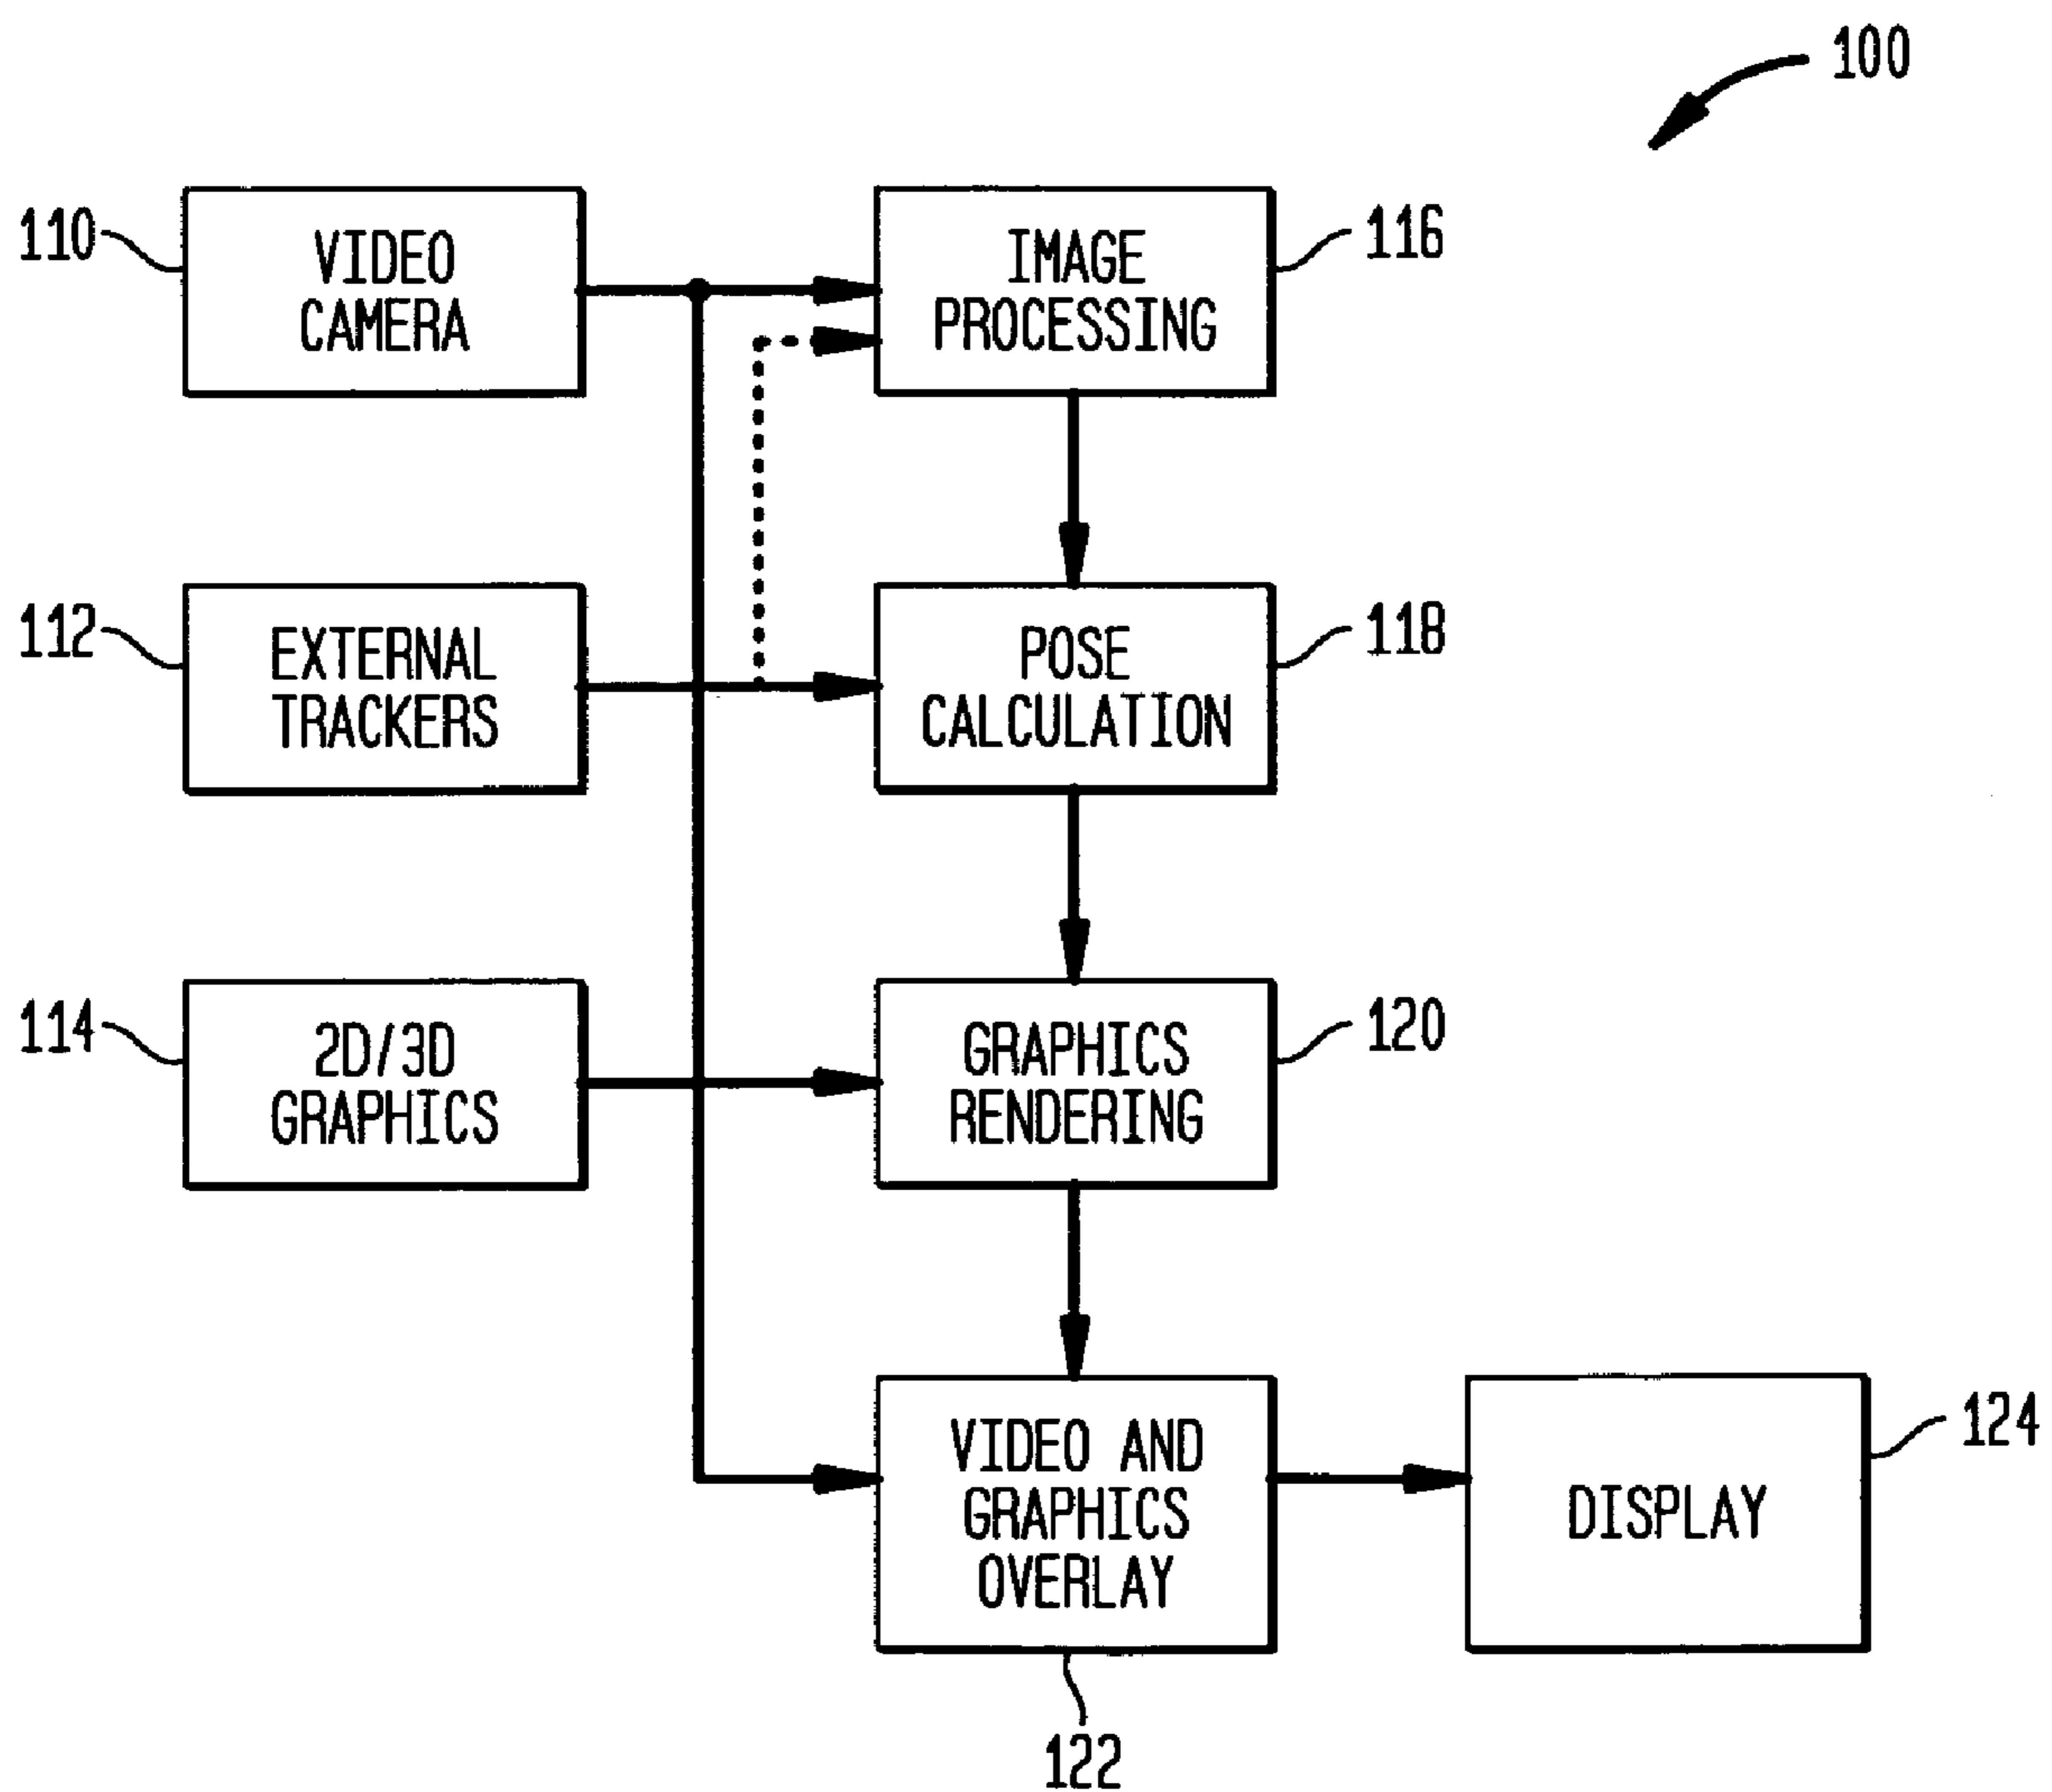 100
110
VIDEO
CAMERA
IMAGE
PROCESSING
116
112
EXTERNAL
TRACKERS
POSE
CALCULATION
118
114
2D/3D
GRAPHICS
GRAPHICS
RENDERING
120
VIDEO AND
GRAPHICS
OVERLAY
122
DISPLAY
124